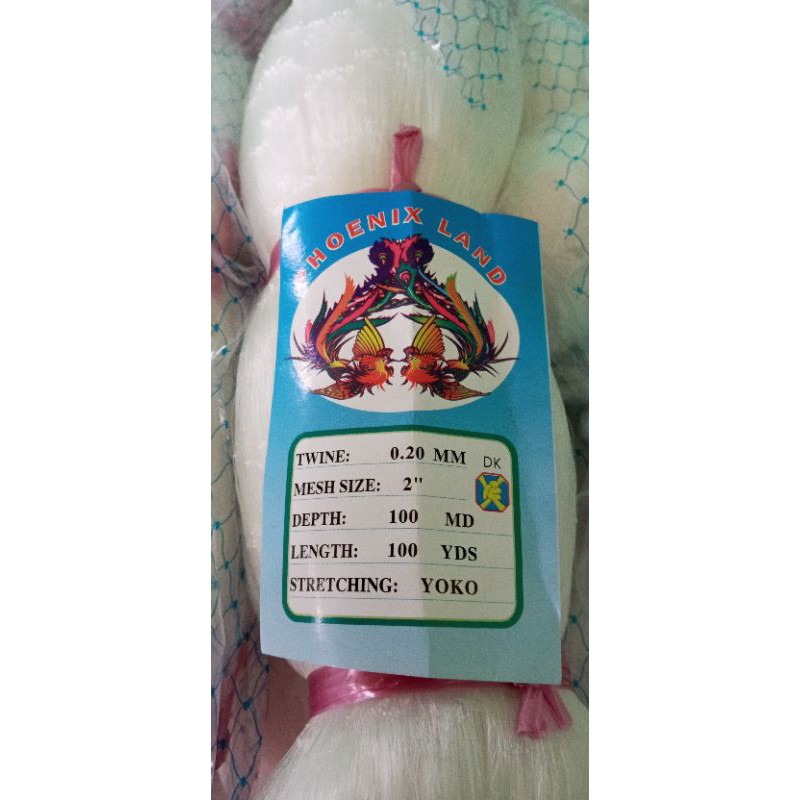 PHOENIX LAND
TWINE: 0.20 MM
DK
MESH SIZE: 2"
DEPTH: 100 MD
LENGTH: 100 YDS
STRETCHING: YOKO